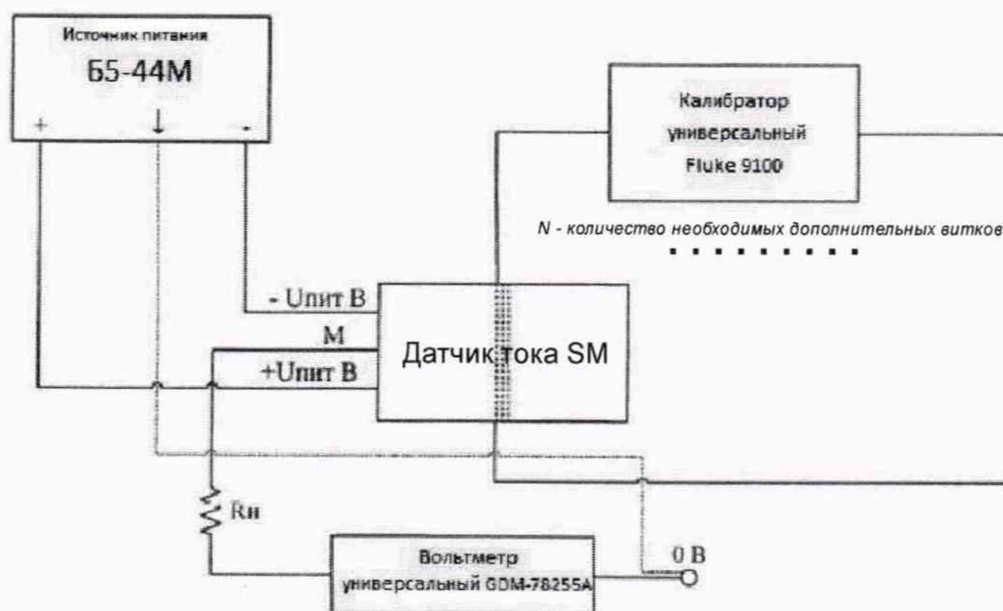 Источник питания
Б5-44М
+ ↓ -
Калибратор
универсальный
Fluke 9100
N - количество необходимых дополнительных витков
- Uпит В
М
+Uпит В
Датчик тока SM
Rн
Вольтметр
универсальный GDM-78255A
0 В